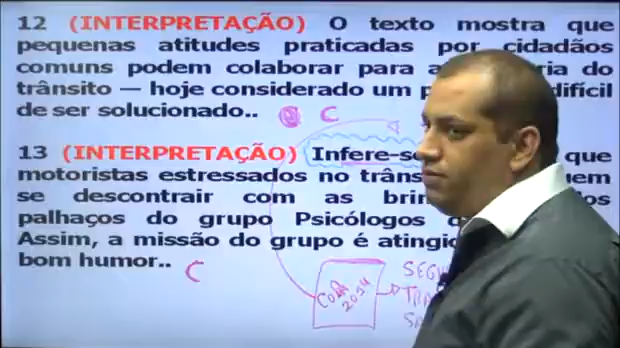 12 (INTERPRETAÇÃO) O texto mostra que
pequenas atitudes praticadas por cidadãos
comuns podem colaborar para a do
trânsito — hoje considerado um difícil
de ser solucionado..
C
13 (INTERPRETAÇÃO) Infere-se que
motoristas estressados no
se descontrair com as
palhaços do grupo Psicólogos
Assim, a missão do grupo é
bom humor..
C
COPA
2014